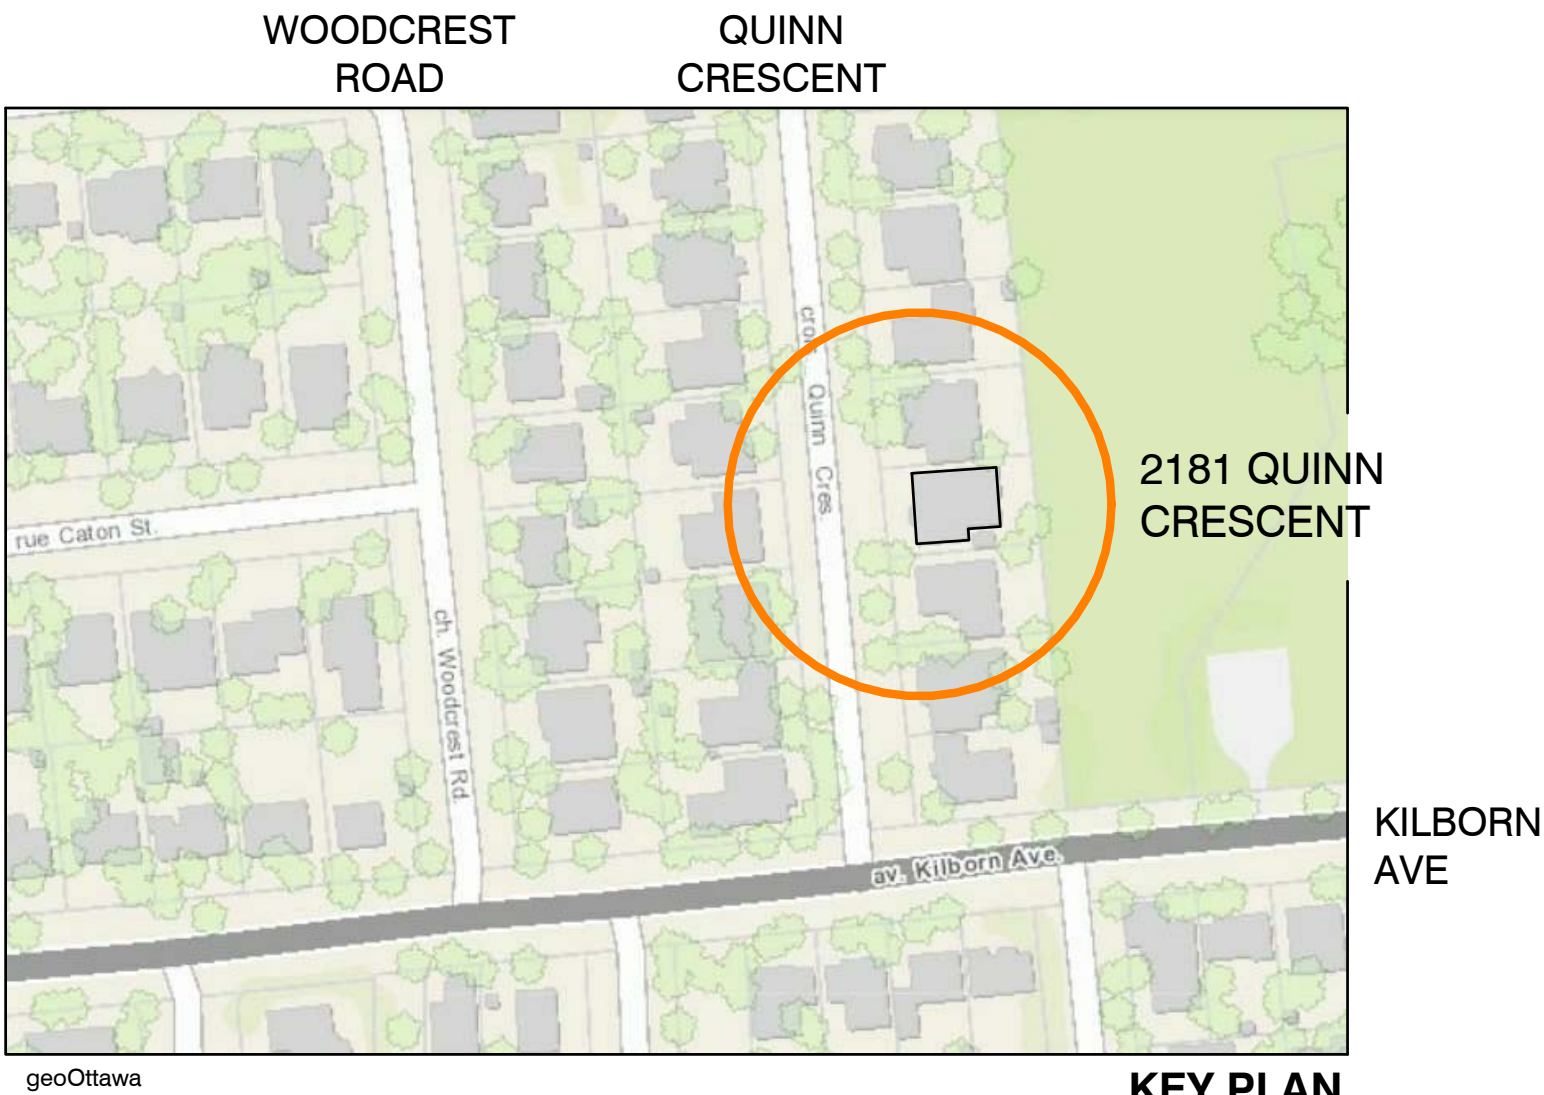 WOODCREST
ROAD
QUINN
CRESCENT
croi. Quinn Cres.
2181 QUINN
CRESCENT
rue Caton St.
ch. Woodcrest Rd.
KILBORN
AVE
av. Kilborn Ave.
geoOttawa
KEY PLAN